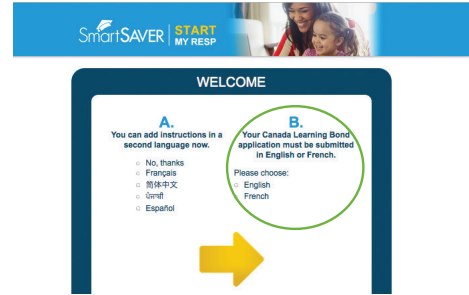 SmartSAVER START
MY RESP
WELCOME
A.
You can add instructions in a
second language now.
No, thanks
Français
简体中文
ਪੰਜਾਬੀ
Español
B.
Your Canada Learning Bond
application must be submitted
in English or French.
Please choose:
English
French